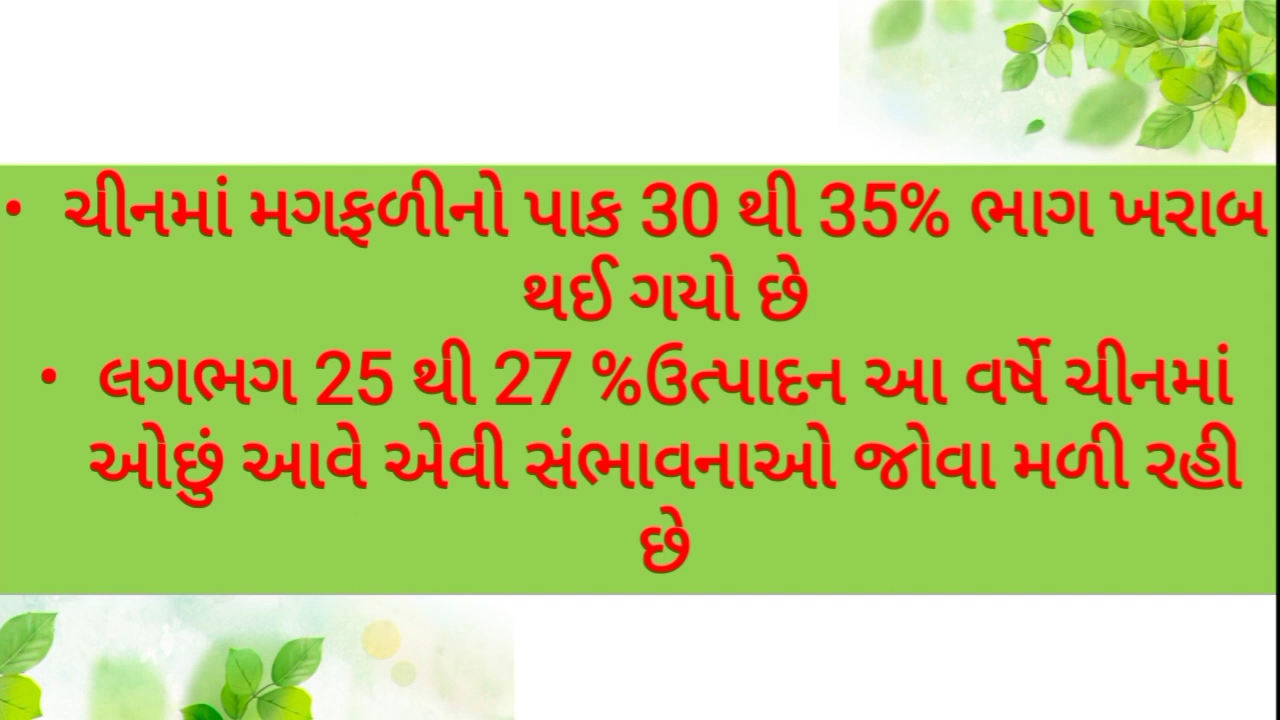 • ચીનમાં મગફળીનો પાક 30 થી 35% ભાગ ખરાબ
થઈ ગયો છે
• લગભગ 25 થી 27 %ઉત્પાદન આ વર્ષે ચીનમાં
ઓછું આવે એવી સંભાવનાઓ જોવા મળી રહી
છે